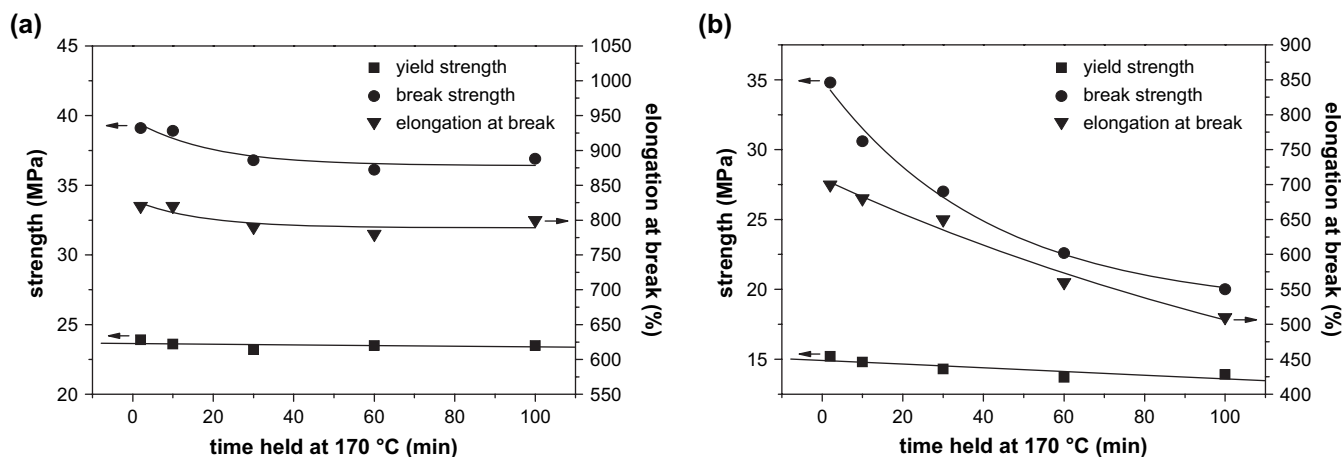 (a)
45
40
35
30
25
20
1050
1000
950
900
850
800
750
700
650
600
550
0 20 40 60 80 100
strength (MPa)
elongation at break (%)
time held at 170 °C (min)
yield strength
break strength
elongation at break
(b)
35
30
25
20
15
900
850
800
750
700
650
600
550
500
450
400
0 20 40 60 80 100
strength (MPa)
elongation at break (%)
time held at 170 °C (min)
yield strength
break strength
elongation at break